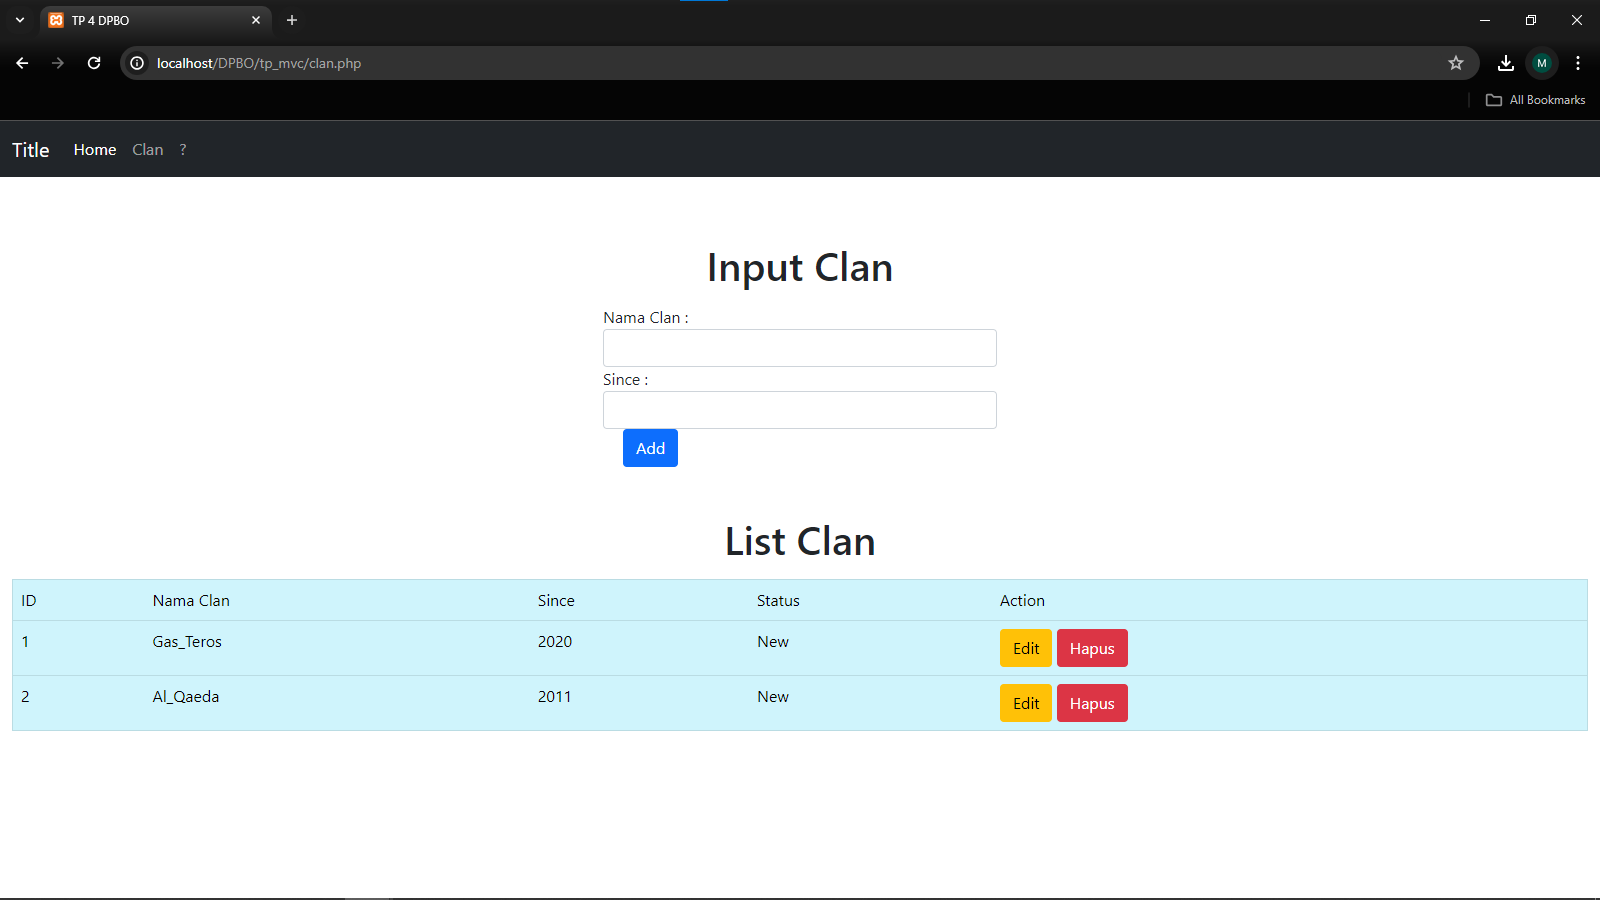 TP 4 DPBO
localhost/DPBO/tp_mvc/clan.php
M
All Bookmarks
Title Home Clan ?
Input Clan
Nama Clan :
Since :
Add
List Clan
ID Nama Clan Since Status Action
1 Gas_Teros 2020 New Edit Hapus
2 Al_Qaeda 2011 New Edit Hapus